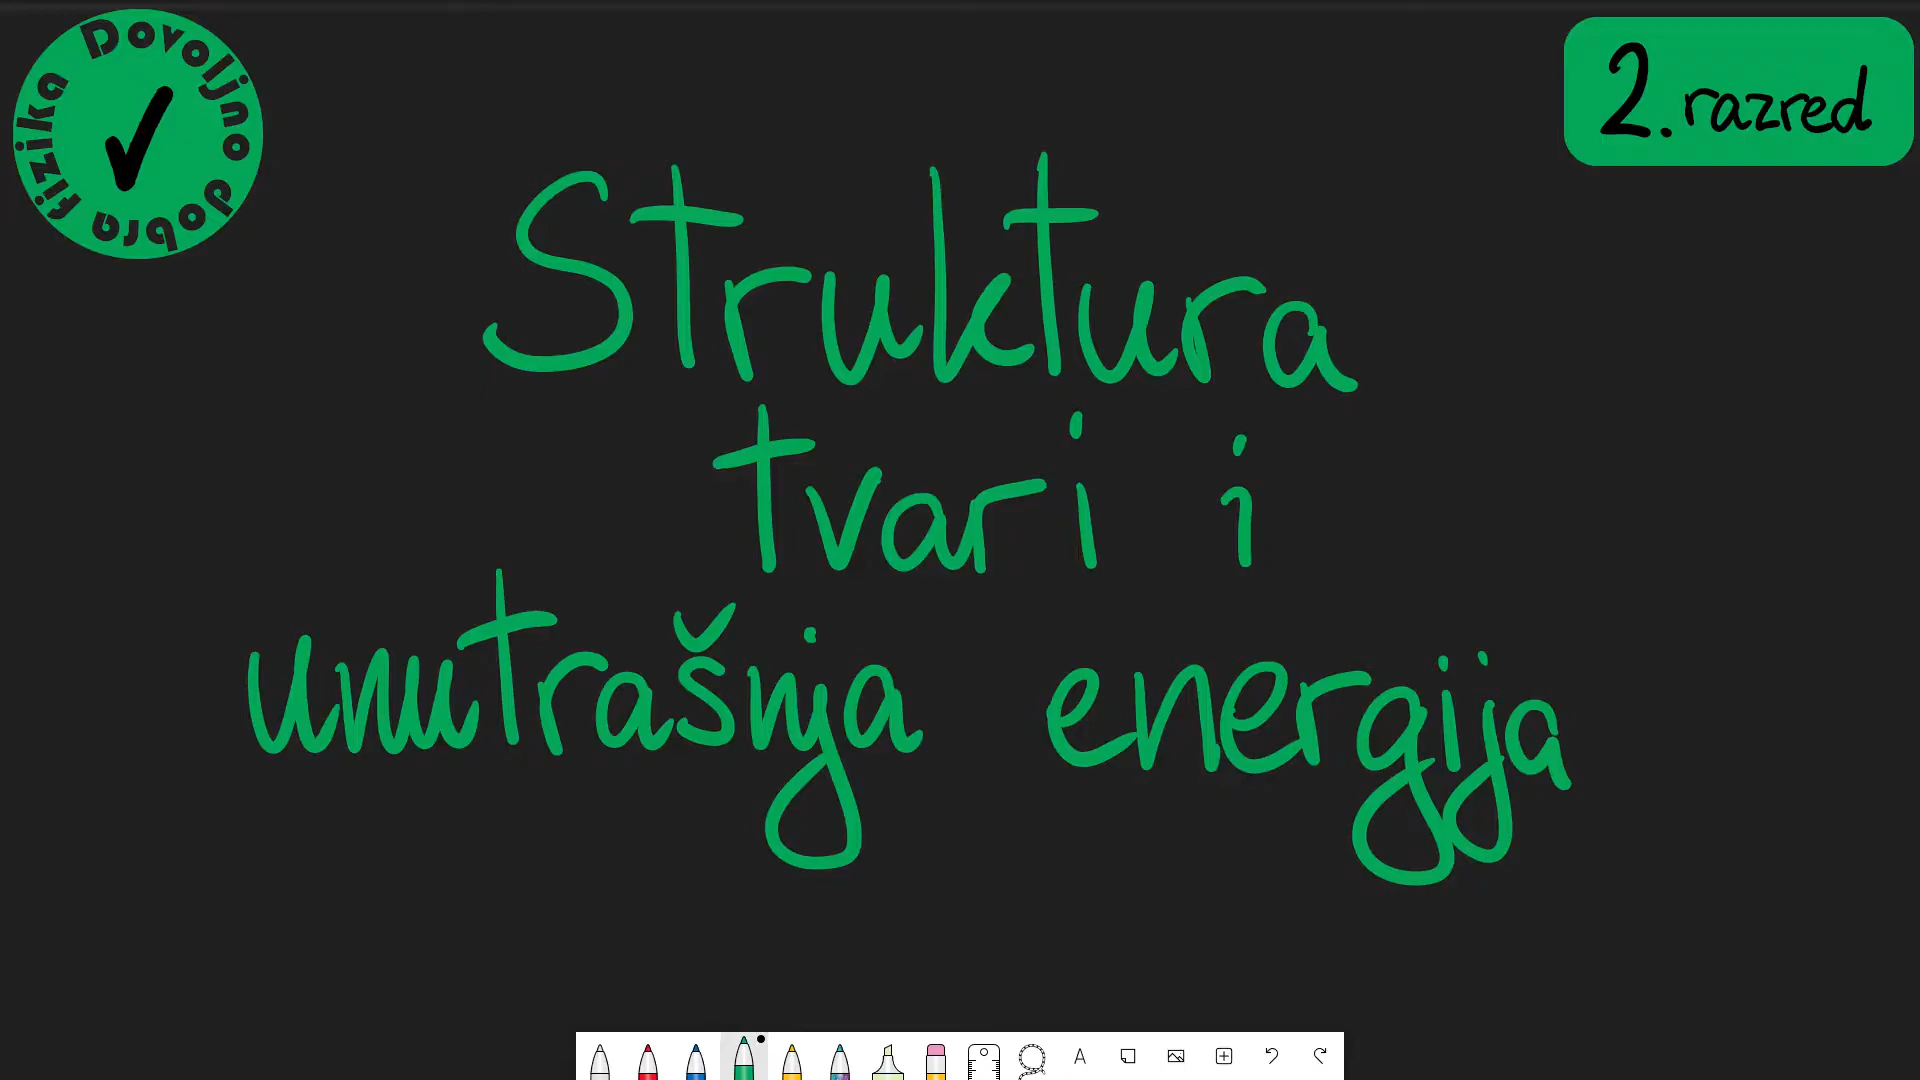 Dovoljno dobra fizika
2. razred
Struktura
tvari i
unutrašnja energija
A